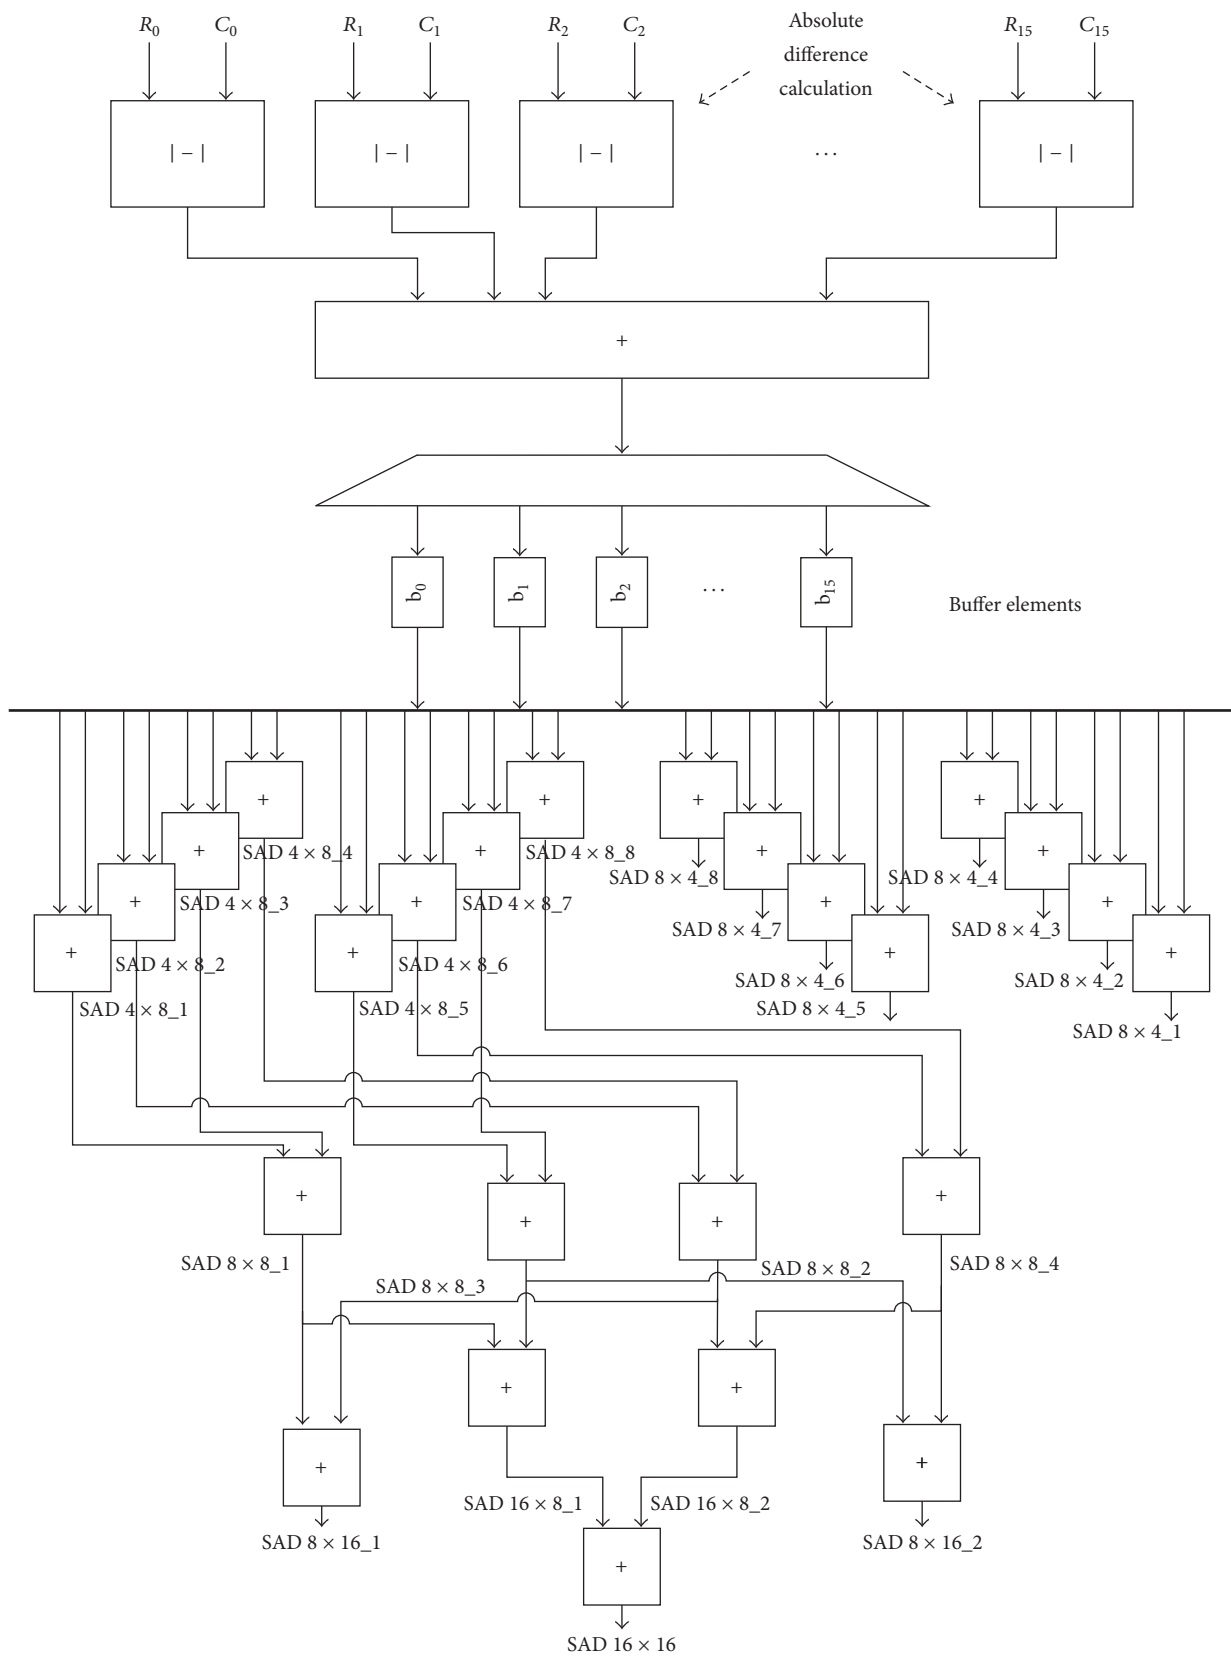 R0 C0 R1 C1 R2 C2 R15 C15
Absolute
difference
calculation
| − | | − | | − | ... | − |
+
b0 b1 b2 ... b15
Buffer elements
+ + + +
SAD 4 × 8_4 SAD 4 × 8_8 SAD 8 × 4_8 SAD 8 × 4_4
+ + + +
SAD 4 × 8_3 SAD 4 × 8_7 SAD 8 × 4_7 SAD 8 × 4_3
+ + + +
SAD 4 × 8_2 SAD 4 × 8_6 SAD 8 × 4_6 SAD 8 × 4_2
+ + + +
SAD 4 × 8_1 SAD 4 × 8_5 SAD 8 × 4_5 SAD 8 × 4_1
+ + + +
SAD 8 × 8_1 SAD 8 × 8_3 SAD 8 × 8_2 SAD 8 × 8_4
+ +
+ +
SAD 16 × 8_1 SAD 16 × 8_2
SAD 8 × 16_1 SAD 8 × 16_2
+
SAD 16 × 16